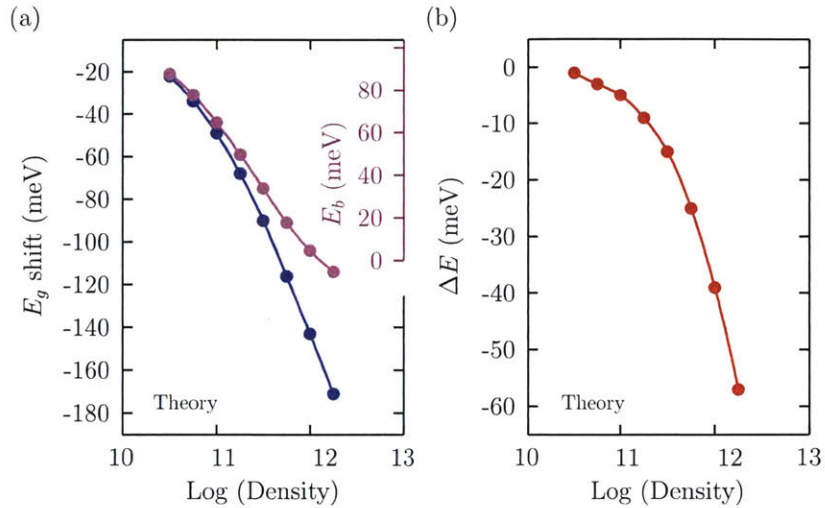 (a)
-20
-40
-60
-80
-100
-120
-140
-160
-180
E_g shift (meV)
80
60
40
20
0
E_b (meV)
Theory
10 11 12 13
Log (Density)
(b)
0
-10
-20
-30
-40
-50
-60
ΔE (meV)
Theory
10 11 12 13
Log (Density)